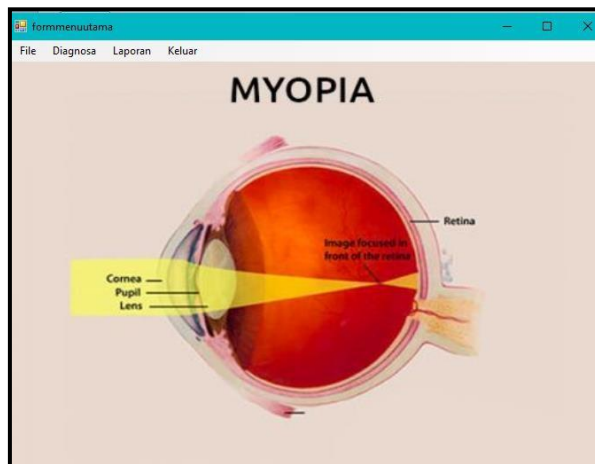 formmenuutama
File Diagnosa Laporan Keluar
MYOPIA
Retina
Image focused in
front of the retina
Cornea
Pupil
Lens